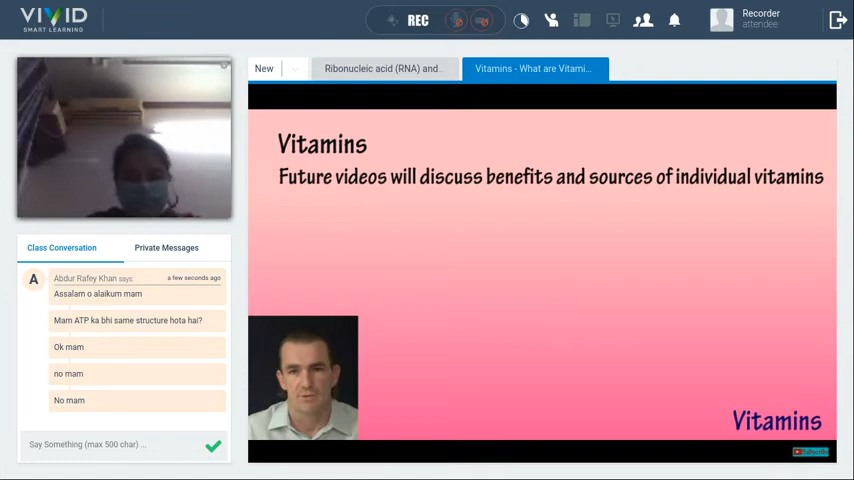 VIVID
SMART LEARNING
REC
Recorder
attendee
New
Ribonucleic acid (RNA) and..
Vitamins - What are Vitami...
Vitamins
Future videos will discuss benefits and sources of individual vitamins
Vitamins
Subscribe
Class Conversation
Private Messages
A
Abdur Rafey Khan says:
a few seconds ago
Assalam o alaikum mam
Mam ATP ka bhi same structure hota hai?
Ok mam
no mam
No mam
Say Something (max 500 char) ...